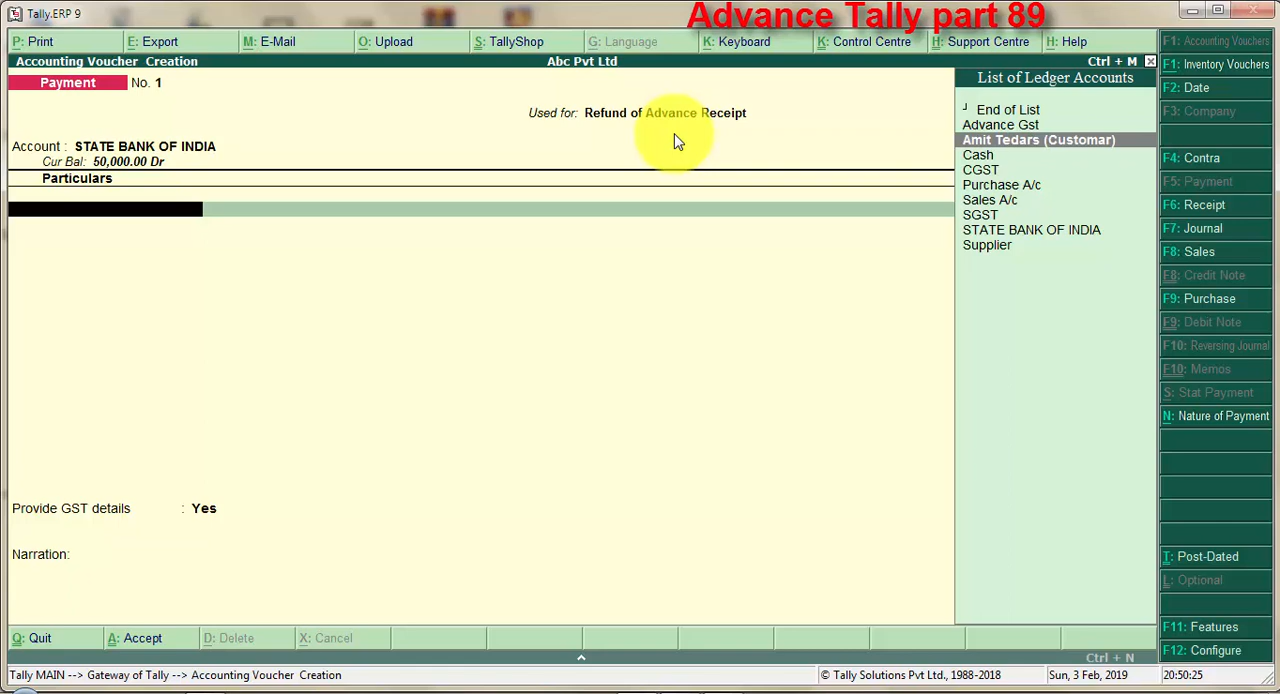 Tally.ERP 9
Advance Tally part 89
P: Print
E: Export
M: E-Mail
O: Upload
S: TallyShop
G: Language
K: Keyboard
K: Control Centre
H: Support Centre
H: Help
Accounting Voucher Creation
Abc Pvt Ltd
Ctrl + M
Payment No. 1
Used for: Refund of Advance Receipt
Account : STATE BANK OF INDIA
Cur Bal: 50,000.00 Dr
Particulars
Provide GST details : Yes
Narration:
List of Ledger Accounts
End of List
Advance Gst
Amit Tedars (Customar)
Cash
CGST
Purchase A/c
Sales A/c
SGST
STATE BANK OF INDIA
Supplier
F1: Accounting Vouchers
F1: Inventory Vouchers
F2: Date
F3: Company
F4: Contra
F5: Payment
F6: Receipt
F7: Journal
F8: Sales
F8: Credit Note
F9: Purchase
F9: Debit Note
F10: Reversing Journal
F10: Memos
S: Stat Payment
N: Nature of Payment
T: Post-Dated
L: Optional
F11: Features
F12: Configure
Q: Quit
A: Accept
D: Delete
X: Cancel
Ctrl + N
Tally MAIN --> Gateway of Tally --> Accounting Voucher Creation
© Tally Solutions Pvt Ltd., 1988-2018
Sun, 3 Feb, 2019
20:50:25